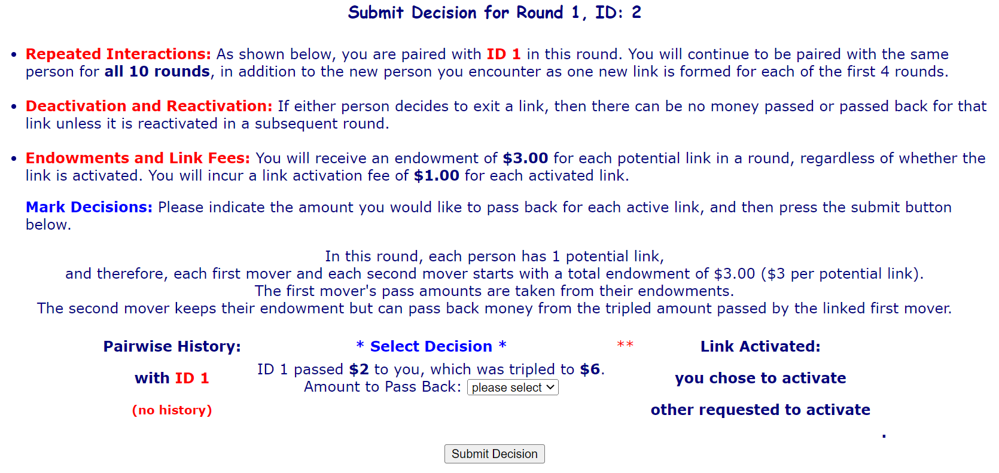 Submit Decision for Round 1, ID: 2
• Repeated Interactions: As shown below, you are paired with ID 1 in this round. You will continue to be paired with the same
person for all 10 rounds, in addition to the new person you encounter as one new link is formed for each of the first 4 rounds.
• Deactivation and Reactivation: If either person decides to exit a link, then there can be no money passed or passed back for that
link unless it is reactivated in a subsequent round.
• Endowments and Link Fees: You will receive an endowment of $3.00 for each potential link in a round, regardless of whether the
link is activated. You will incur a link activation fee of $1.00 for each activated link.
Mark Decisions: Please indicate the amount you would like to pass back for each active link, and then press the submit button
below.
In this round, each person has 1 potential link,
and therefore, each first mover and each second mover starts with a total endowment of $3.00 ($3 per potential link).
The first mover's pass amounts are taken from their endowments.
The second mover keeps their endowment but can pass back money from the tripled amount passed by the linked first mover.
Pairwise History: * Select Decision * ** Link Activated:
ID 1 passed $2 to you, which was tripled to $6.
with ID 1 Amount to Pass Back: please select you chose to activate
(no history) other requested to activate
.
Submit Decision